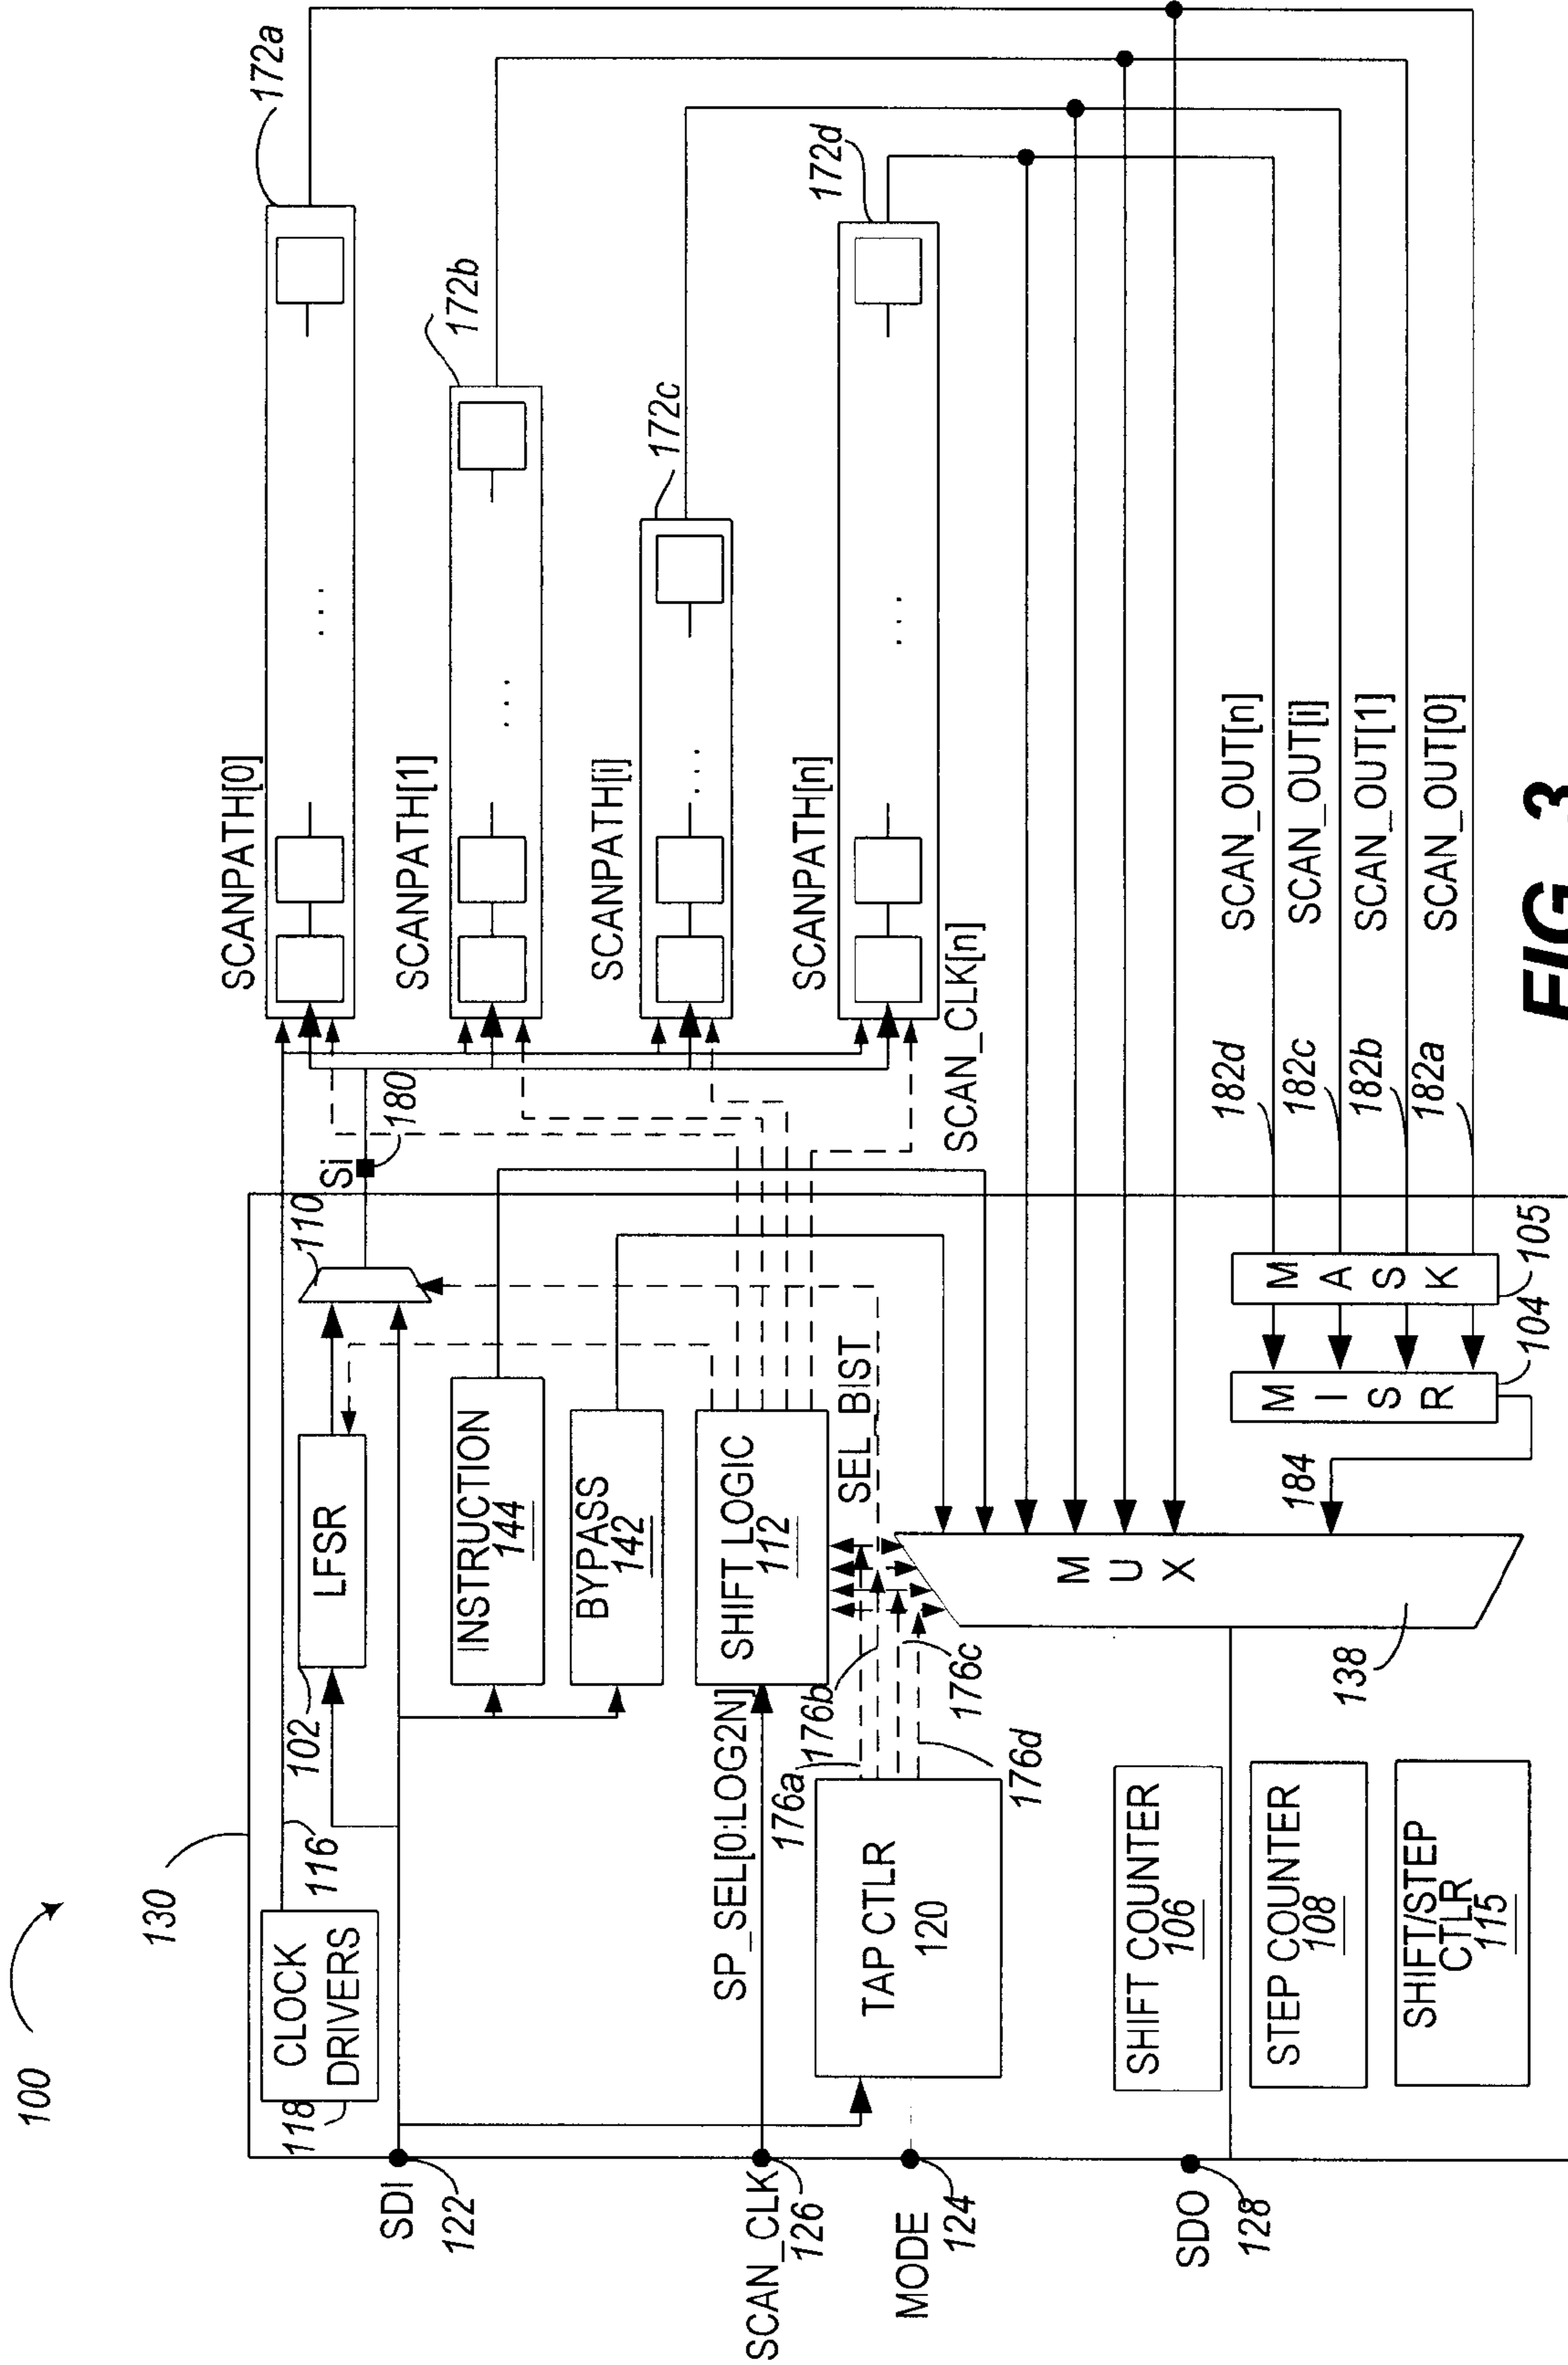 100
130
CLOCK
DRIVERS
118
116
102
LFSR
110
Si
180
SCANPATH[0]
172a
SCANPATH[1]
172b
SCANPATH[i]
172c
SCANPATH[n]
172d
. . .
. . .
. . .
. . .
SCAN_CLK[n]
SDI
122
INSTRUCTION
144
BYPASS
142
SHIFT LOGIC
112
SP_SEL[0:LOG2N]
SEL_BIST
SCAN_CLK
126
MODE
124
TAP CTLR
120
176a
176b
176c
176d
MUX
138
SDO
128
SHIFT COUNTER
106
STEP COUNTER
108
SHIFT/STEP
CTLR
115
184
MISR
104
MASK
105
182d
182c
182b
182a
SCAN_OUT[n]
SCAN_OUT[i]
SCAN_OUT[1]
SCAN_OUT[0]
FIG. 3